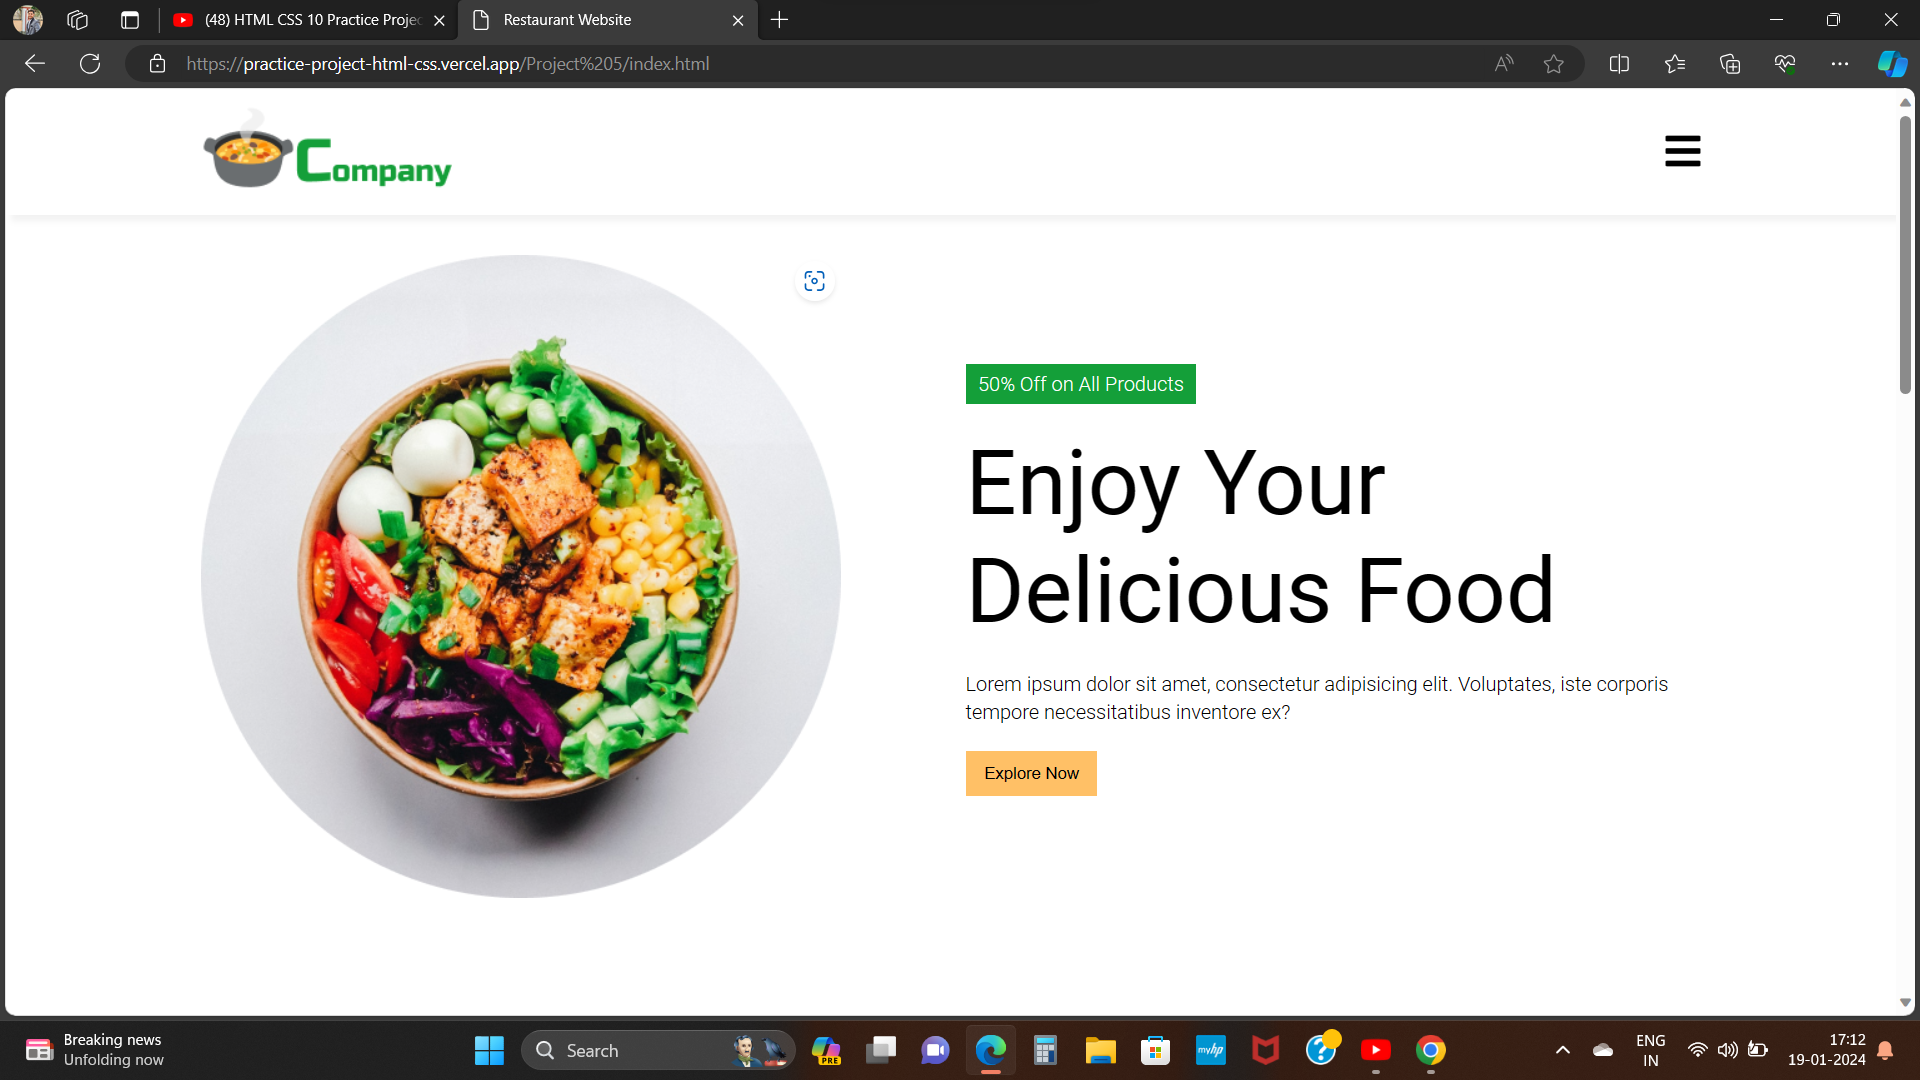 (48) HTML CSS 10 Practice Projec
Restaurant Website
https://practice-project-html-css.vercel.app/Project%205/index.html
Company
50% Off on All Products
Enjoy Your
Delicious Food
Lorem ipsum dolor sit amet, consectetur adipisicing elit. Voluptates, iste corporis
tempore necessitatibus inventore ex?
Explore Now
Breaking news
Unfolding now
Search
PRE
myhp
ENG
IN
17:12
19-01-2024